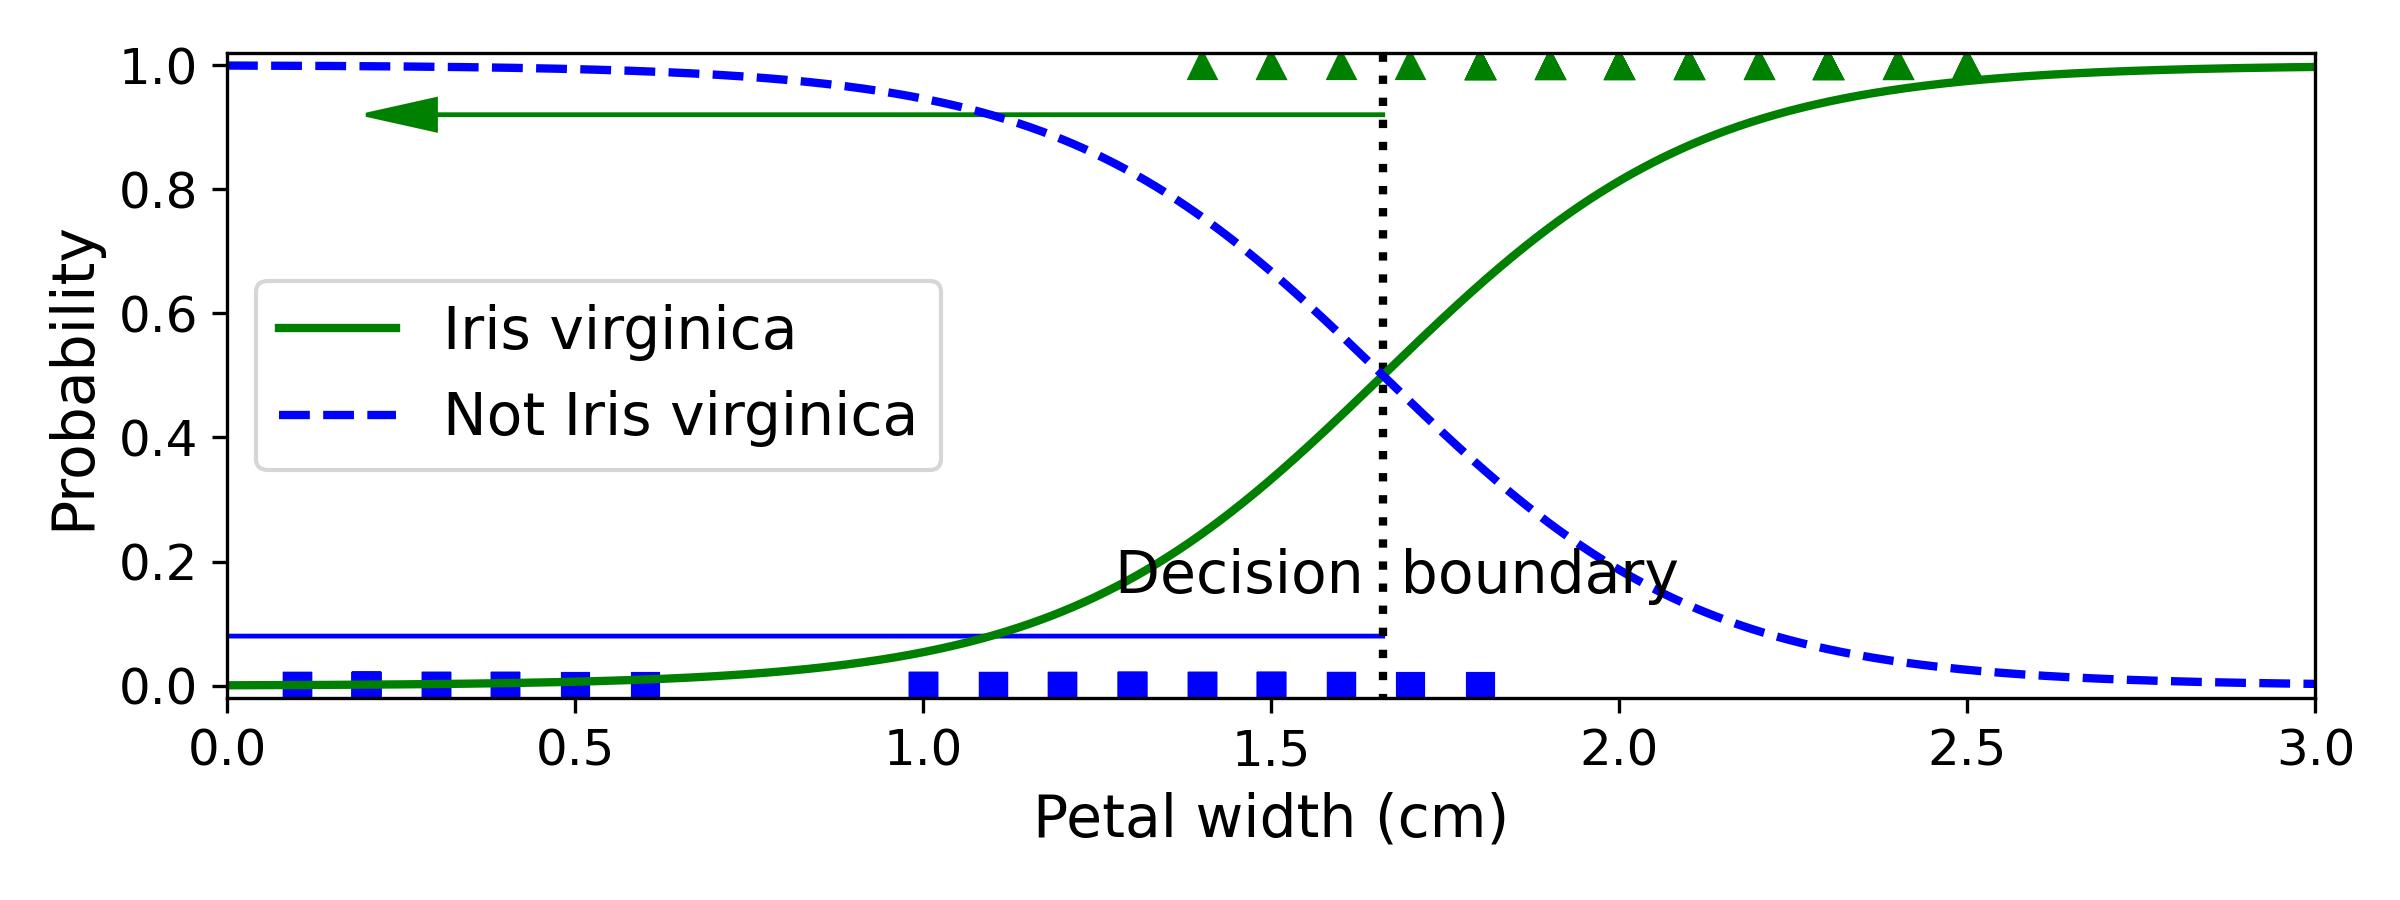 1.0
0.8
0.6
0.4
0.2
0.0
Probability
Iris virginica
Not Iris virginica
Decision boundary
0.0 0.5 1.0 1.5 2.0 2.5 3.0
Petal width (cm)